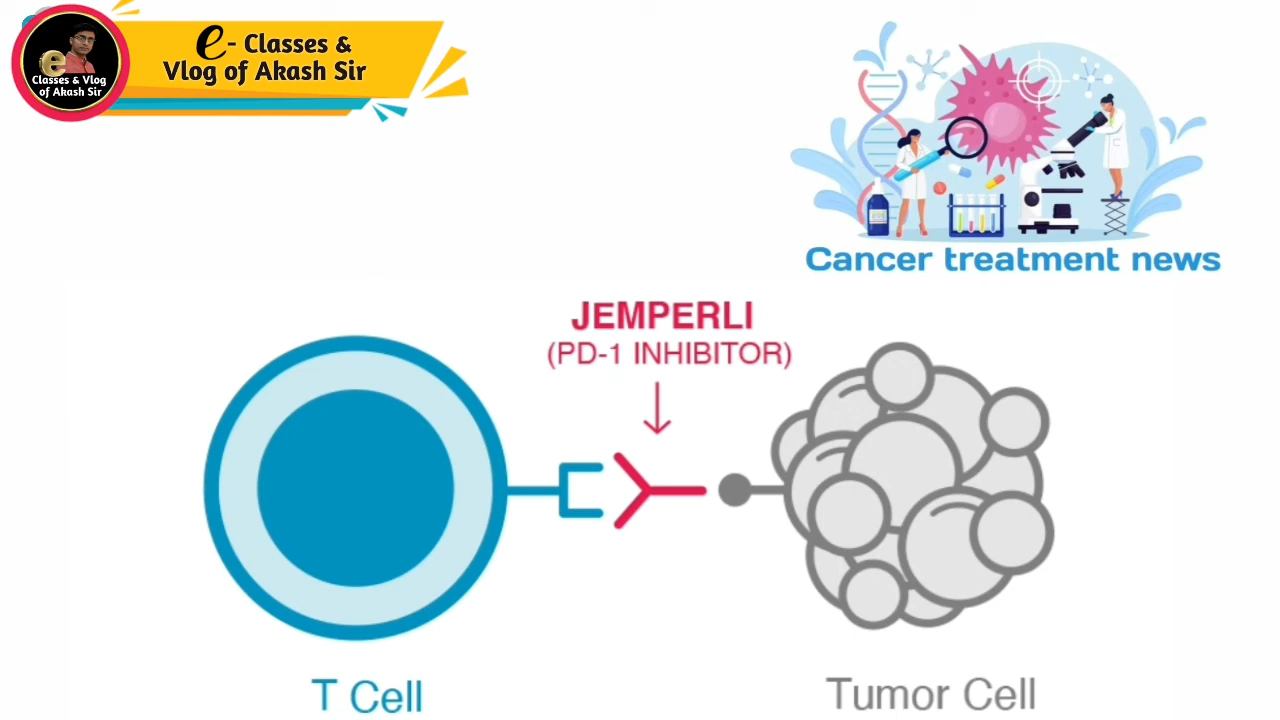 e - Classes &
Vlog of Akash Sir
e
Classes & Vlog
of Akash Sir
Cancer treatment news
JEMPERLI
(PD-1 INHIBITOR)
T Cell
Tumor Cell